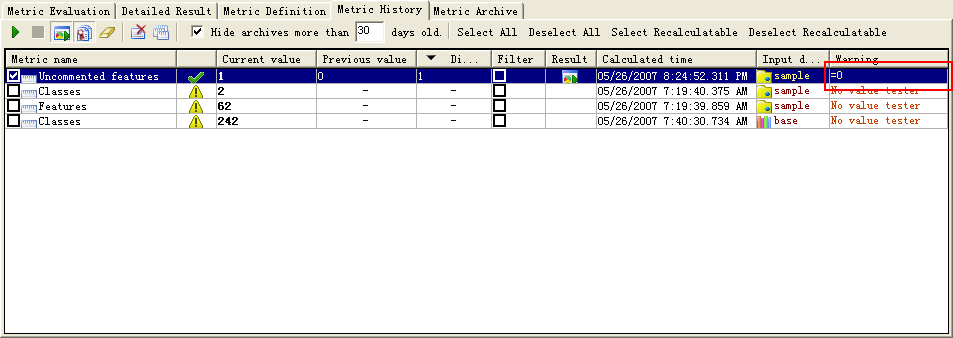 Metric Evaluation Detailed Result Metric Definition Metric History Metric Archive
Hide archives more than 30 days old. Select All Deselect All Select Recalculatable Deselect Recalculatable
Metric name Current value Previous value Di... Filter Result Calculated time Input d... Warning
Uncommented features 1 0 1 05/26/2007 8:24:52.311 PM sample =0
Classes 2 - - 05/26/2007 7:19:40.375 AM sample No value tester
Features 62 - - 05/26/2007 7:19:39.859 AM sample No value tester
Classes 242 - - 05/26/2007 7:40:30.734 AM base No value tester